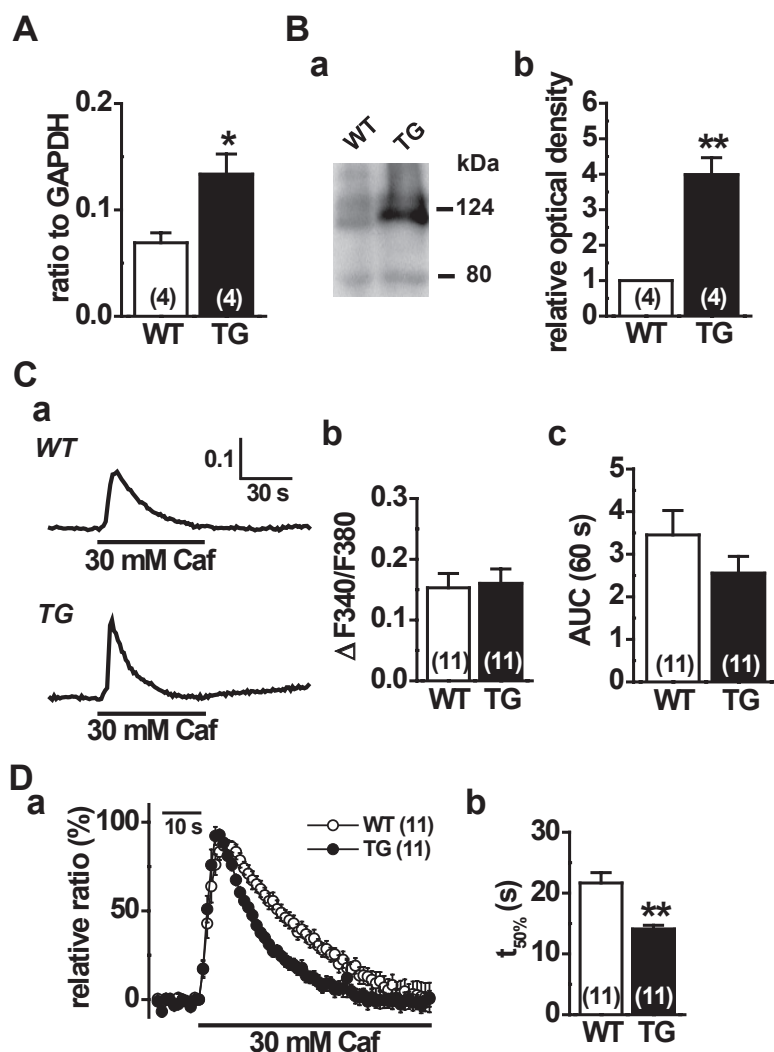 A
ratio to GAPDH
0.2
0.1
0.0
*
(4)
(4)
WT
TG
B
a
WT
TG
kDa
124
80
b
relative optical density
6
5
4
3
2
1
0
**
(4)
(4)
WT
TG
C
a
WT
0.1
30 s
30 mM Caf
TG
30 mM Caf
b
Δ F340/F380
0.3
0.2
0.1
0.0
(11)
(11)
WT
TG
c
AUC (60 s)
5
4
3
2
1
0
(11)
(11)
WT
TG
D
a
relative ratio (%)
100
50
0
10 s
WT (11)
TG (11)
30 mM Caf
b
t50% (s)
30
20
10
0
**
(11)
(11)
WT
TG